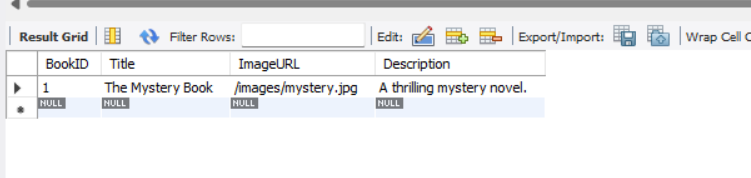 Result Grid Filter Rows: Edit: Export/Import: Wrap Cell C
BookID Title ImageURL Description
1 The Mystery Book /images/mystery.jpg A thrilling mystery novel.
NULL NULL NULL NULL